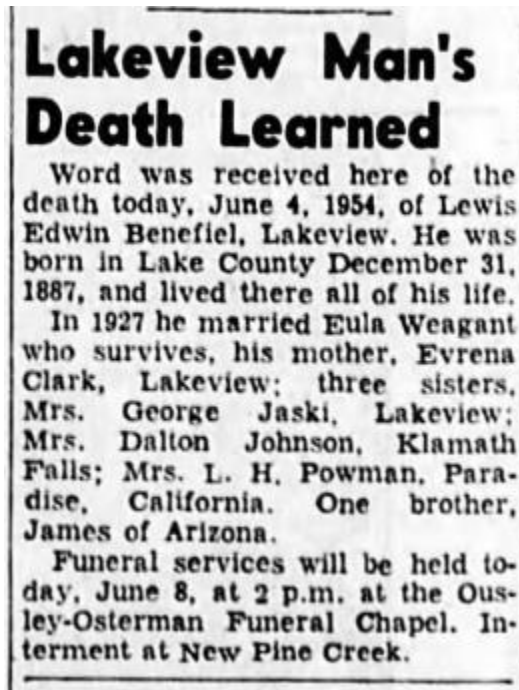 Lakeview Man's
Death Learned
Word was received here of the
death today, June 4, 1954, of Lewis
Edwin Benefiel, Lakeview. He was
born in Lake County December 31,
1887, and lived there all of his life.
In 1927 he married Eula Weagant
who survives, his mother, Evrena
Clark, Lakeview; three sisters,
Mrs. George Jaski, Lakeview;
Mrs. Dalton Johnson, Klamath
Falls; Mrs. L. H. Powman, Para-
dise, California. One brother,
James of Arizona.
Funeral services will be held to-
day, June 8, at 2 p.m. at the Ous-
ley-Osterman Funeral Chapel. In-
terment at New Pine Creek.